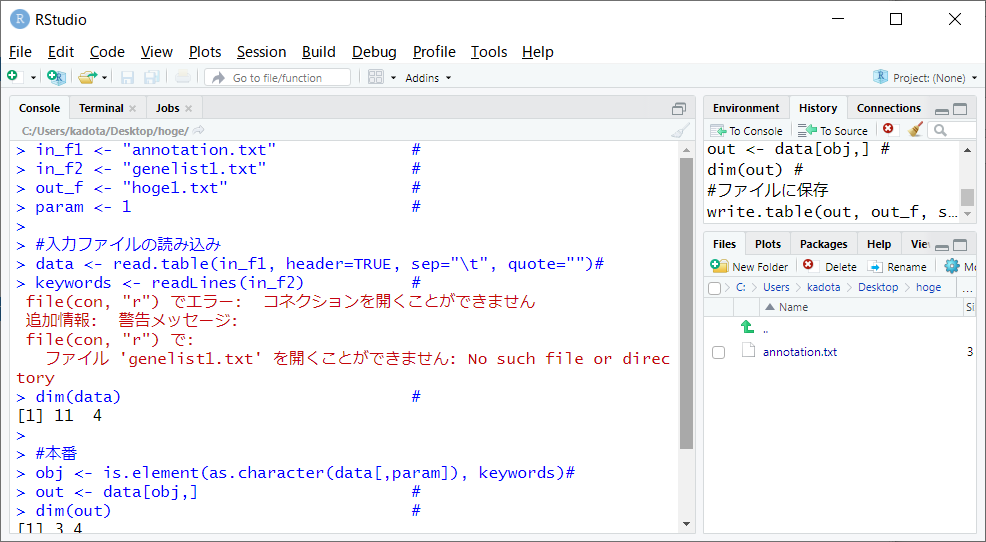 RStudio
File Edit Code View Plots Session Build Debug Profile Tools Help
Go to file/function Addins Project: (None)
Console Terminal Jobs
C:/Users/kadota/Desktop/hoge/
> in_f1 <- "annotation.txt" #
> in_f2 <- "genelist1.txt" #
> out_f <- "hoge1.txt" #
> param <- 1 #
>
> #入力ファイルの読み込み
> data <- read.table(in_f1, header=TRUE, sep="\t", quote="")#
> keywords <- readLines(in_f2) #
file(con, "r") でエラー: コネクションを開くことができません
追加情報: 警告メッセージ:
file(con, "r") で:
ファイル 'genelist1.txt' を開くことができません: No such file or direc
tory
> dim(data) #
[1] 11 4
>
> #本番
> obj <- is.element(as.character(data[,param]), keywords)#
> out <- data[obj,] #
> dim(out) #
[1] 3 4
Environment History Connections
To Console To Source
out <- data[obj,] #
dim(out) #
#ファイルに保存
write.table(out, out_f, s…
Files Plots Packages Help Vie
New Folder Delete Rename Mo
C: Users kadota Desktop hoge ...
Name Si
..
annotation.txt 3